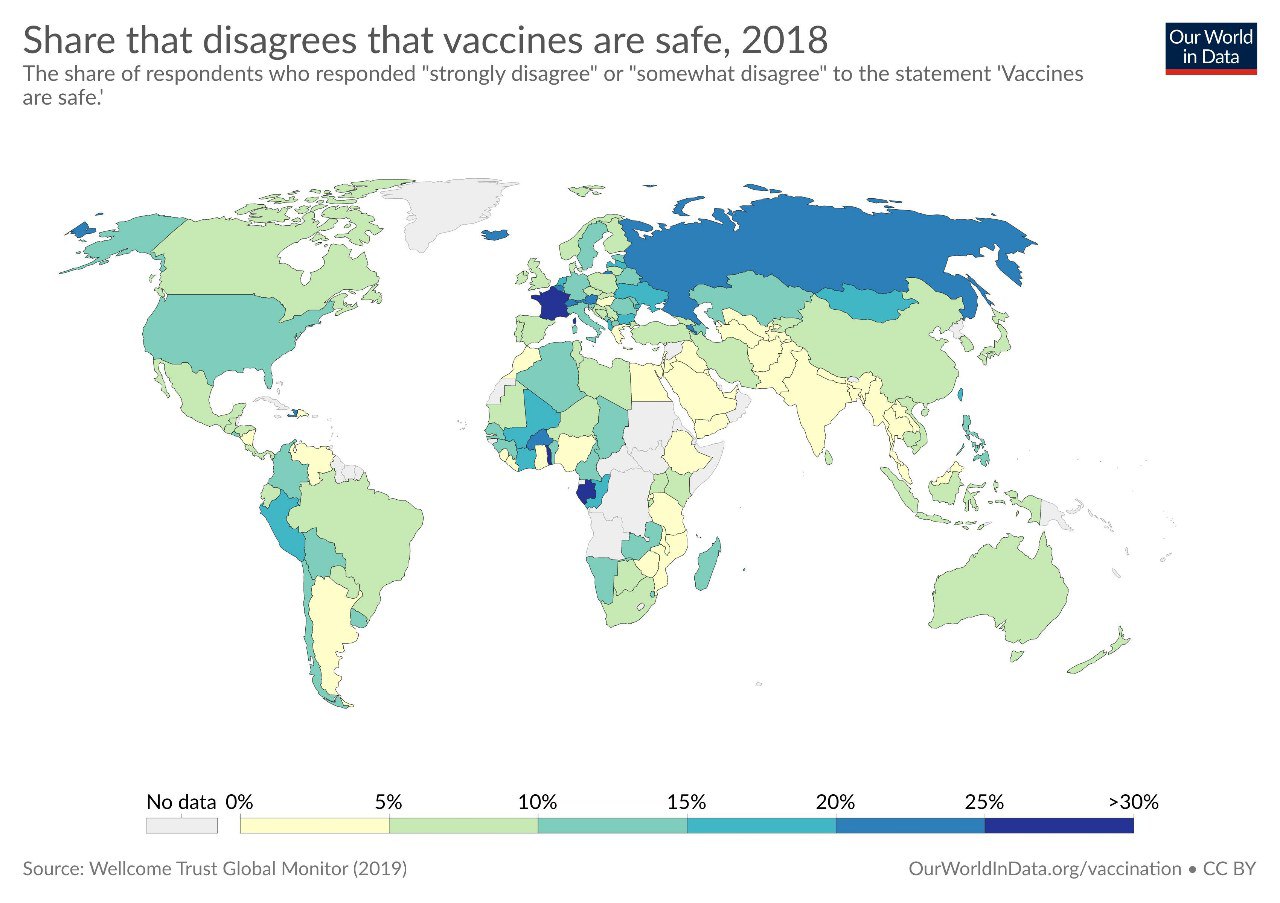 Share that disagrees that vaccines are safe, 2018
Our World
in Data
The share of respondents who responded "strongly disagree" or "somewhat disagree" to the statement 'Vaccines
are safe.'
No data 0% 5% 10% 15% 20% 25% >30%
Source: Wellcome Trust Global Monitor (2019)
OurWorldInData.org/vaccination • CC BY